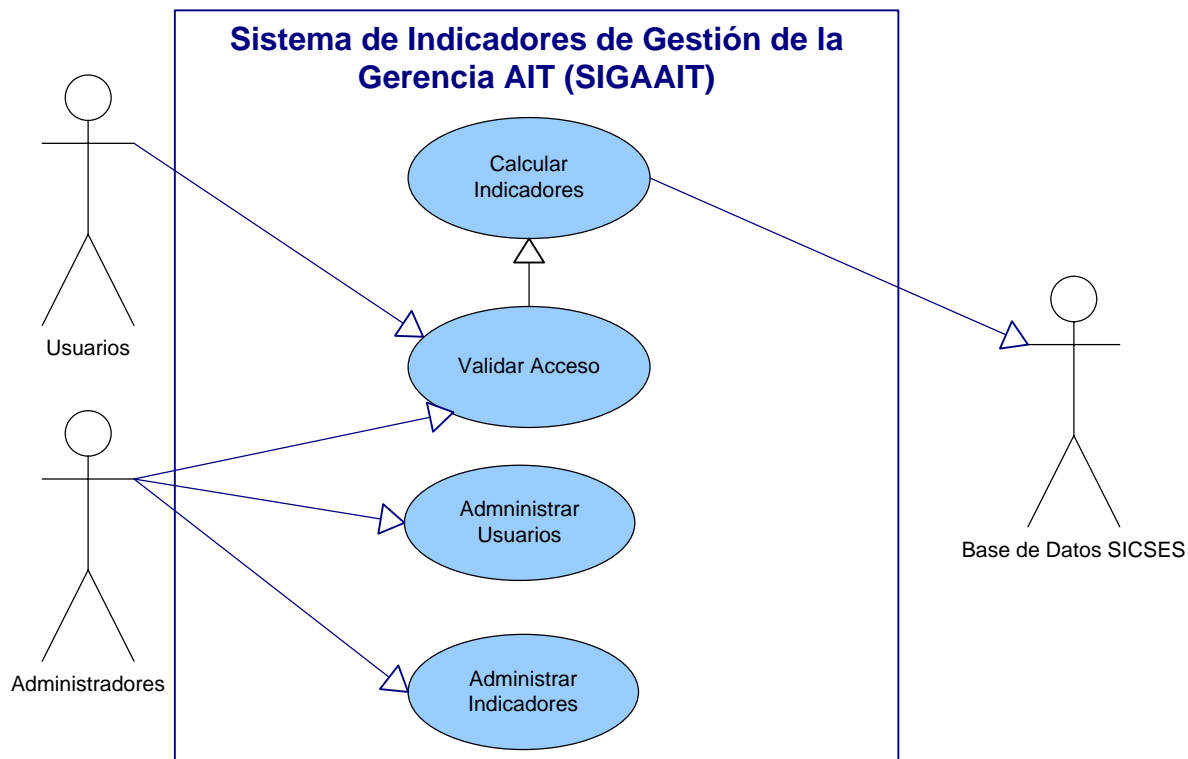 Sistema de Indicadores de Gestión de la
Gerencia AIT (SIGAAIT)
Calcular
Indicadores
Usuarios
Validar Acceso
Admninistrar
Usuarios
Base de Datos SICSES
Administradores
Administrar
Indicadores